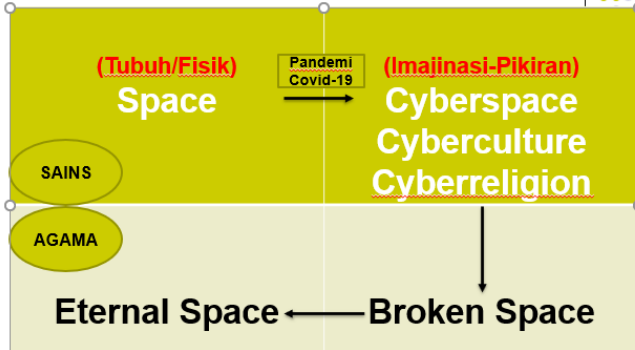 (Tubuh/Fisik)
Space
Pandemi
Covid-19
(Imajinasi-Pikiran)
Cyberspace
Cyberculture
Cyberreligion
SAINS
AGAMA
Eternal Space
Broken Space